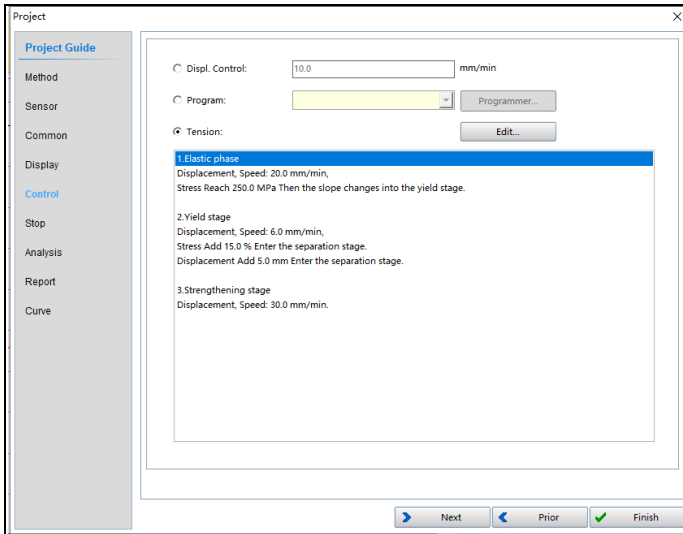 Project
Project Guide
Method
Sensor
Common
Display
Control
Stop
Analysis
Report
Curve
Displ. Control: 10.0 mm/min
Program: Programmer...
Tension: Edit...
1.Elastic phase
Displacement, Speed: 20.0 mm/min,
Stress Reach 250.0 MPa Then the slope changes into the yield stage.
2.Yield stage
Displacement, Speed: 6.0 mm/min,
Stress Add 15.0 % Enter the separation stage.
Displacement Add 5.0 mm Enter the separation stage.
3.Strengthening stage
Displacement, Speed: 30.0 mm/min.
Next Prior Finish